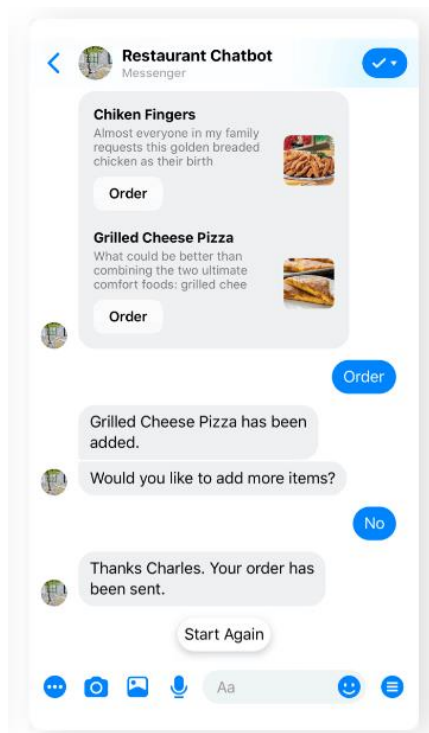 Restaurant Chatbot
Messenger
Chiken Fingers
Almost everyone in my family
requests this golden breaded
chicken as their birth
Order
Grilled Cheese Pizza
What could be better than
combining the two ultimate
comfort foods: grilled chee
Order
Order
Grilled Cheese Pizza has been
added.
Would you like to add more items?
No
Thanks Charles. Your order has
been sent.
Start Again
Aa